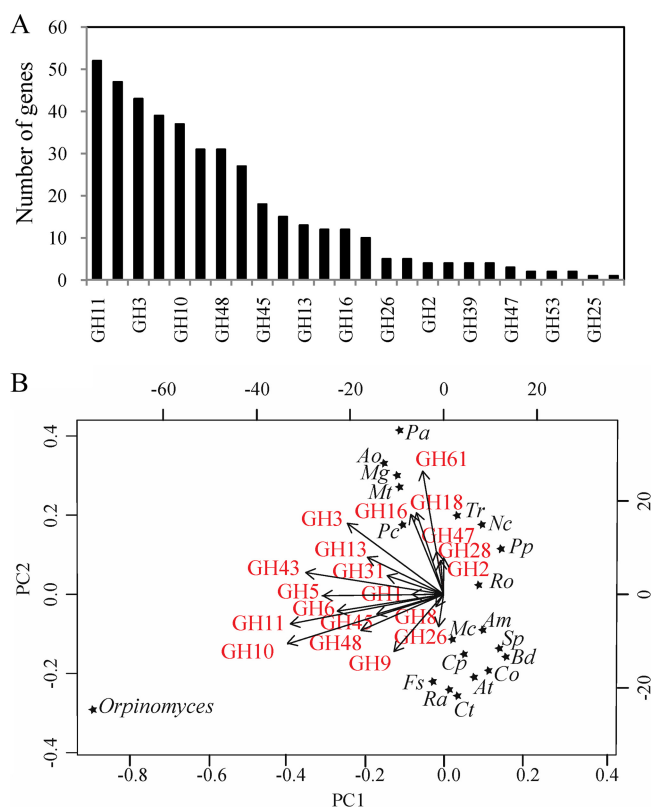 A
Number of genes
60
50
40
30
20
10
0
GH11
GH3
GH10
GH48
GH45
GH13
GH16
GH26
GH2
GH39
GH47
GH53
GH25
B
-60
-40
-20
0
20
PC2
0.4
0.2
0.0
-0.2
-0.4
20
0
-20
Pa
Ao
GH61
Mg
Mt
GH18
Tr
GH16
Nc
GH3
Pc
GH47
Pp
GH13
GH28
GH43
GH31
GH2
Ro
GH5
GH1
GH6
GH8
GH11
GH45
Am
GH26
Mc
GH10
GH48
Sp
GH9
Cp
Bd
Co
Fs
At
Ra
Ct
Orpinomyces
-0.8
-0.6
-0.4
-0.2
0.0
0.2
0.4
PC1